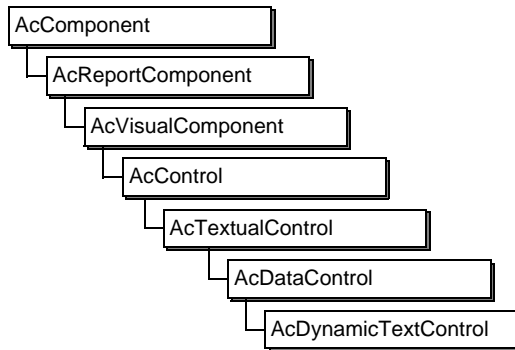 AcComponent
AcReportComponent
AcVisualComponent
AcControl
AcTextualControl
AcDataControl
AcDynamicTextControl